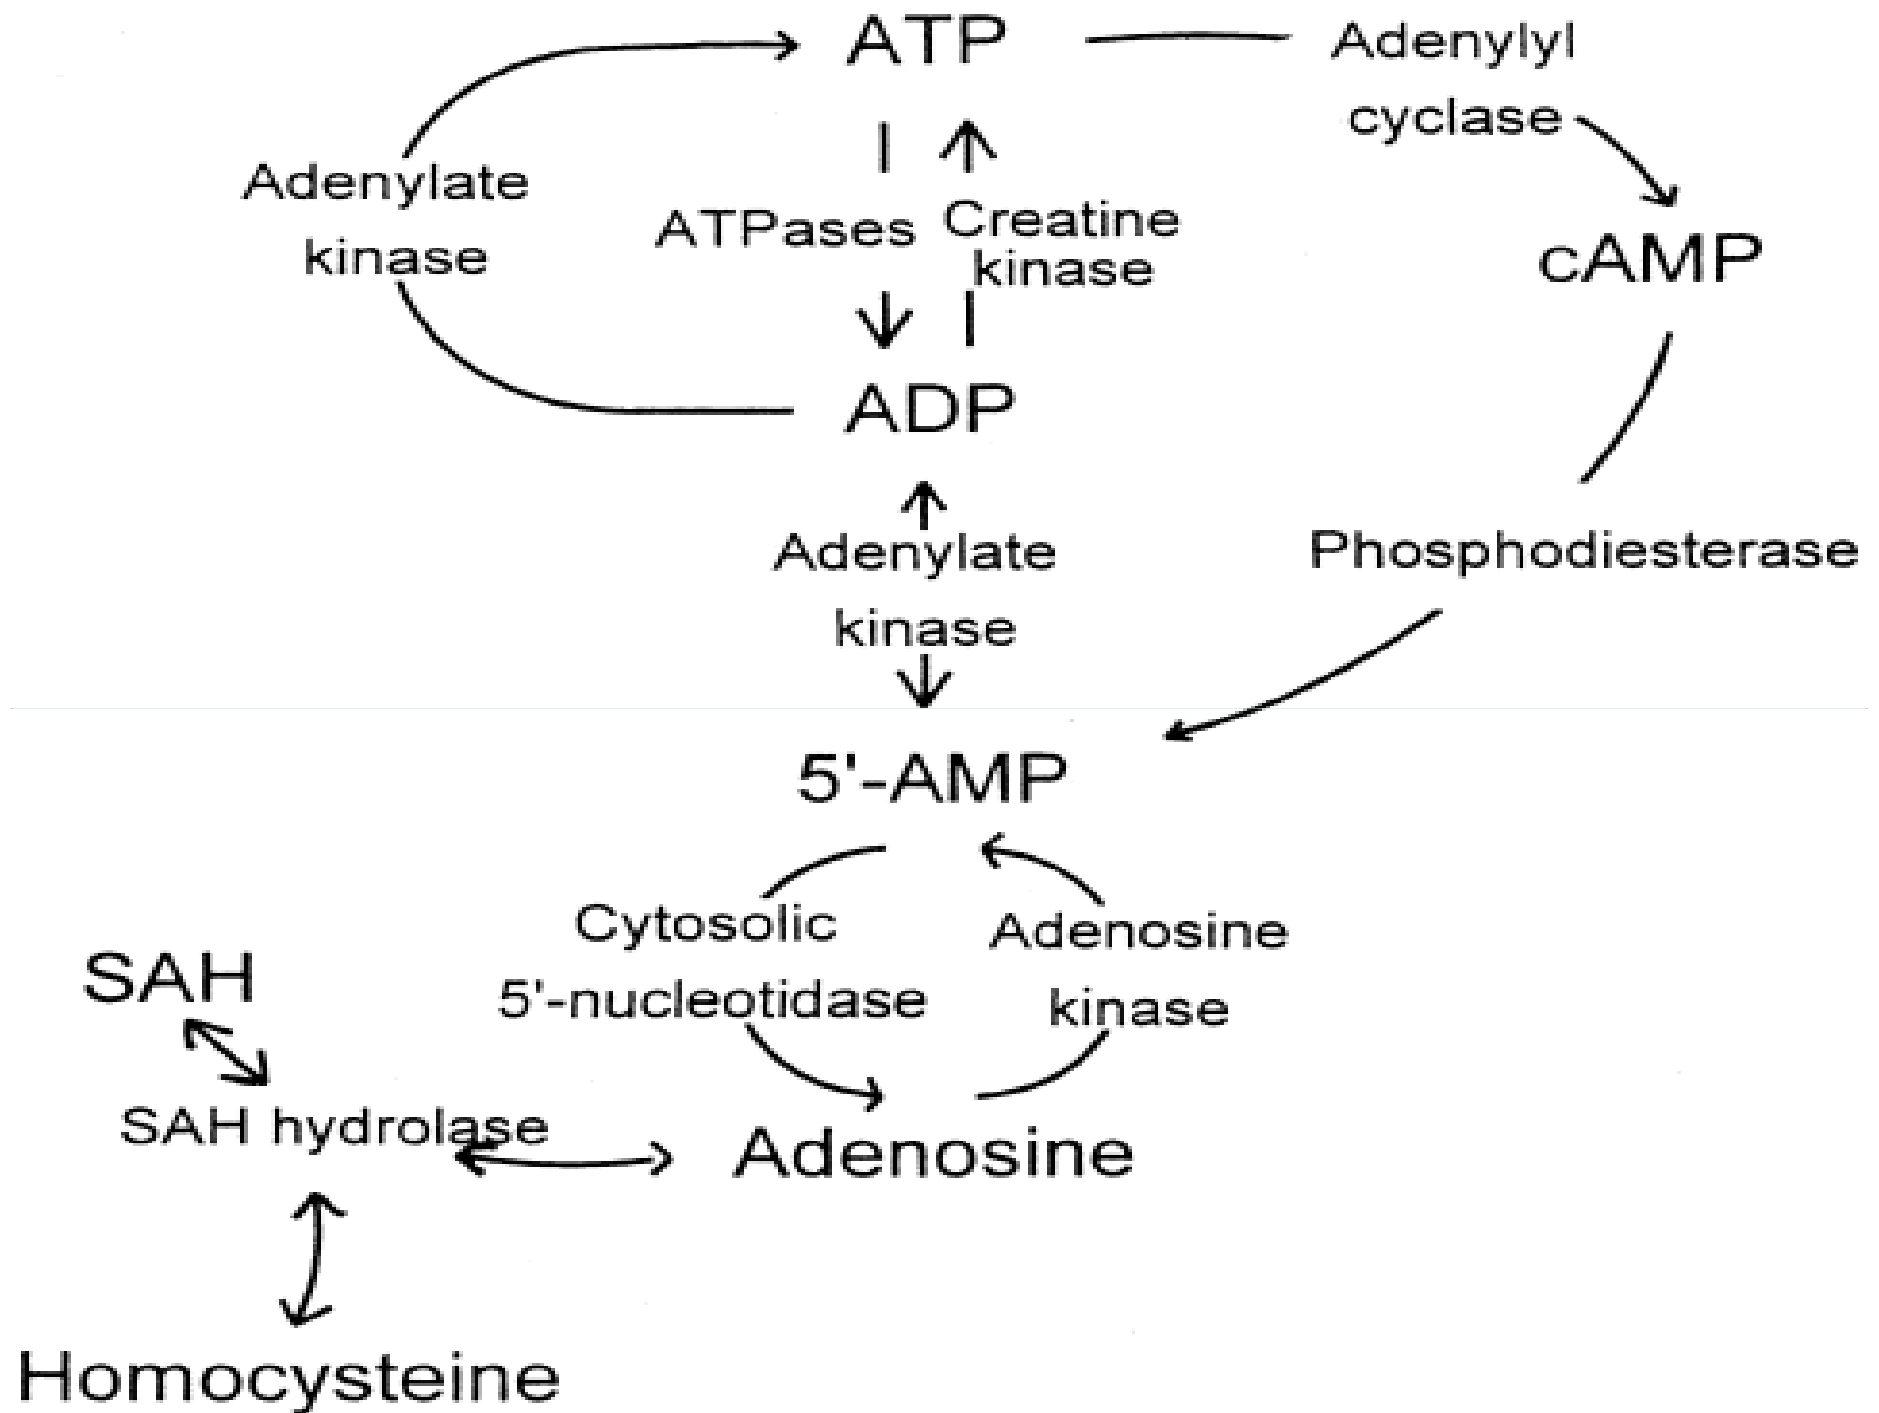 ATP
Adenylyl
cyclase
Adenylate
kinase
ATPases
Creatine
kinase
cAMP
ADP
Adenylate
kinase
Phosphodiesterase
5'-AMP
Cytosolic
5'-nucleotidase
Adenosine
kinase
SAH
SAH hydrolase
Adenosine
Homocysteine